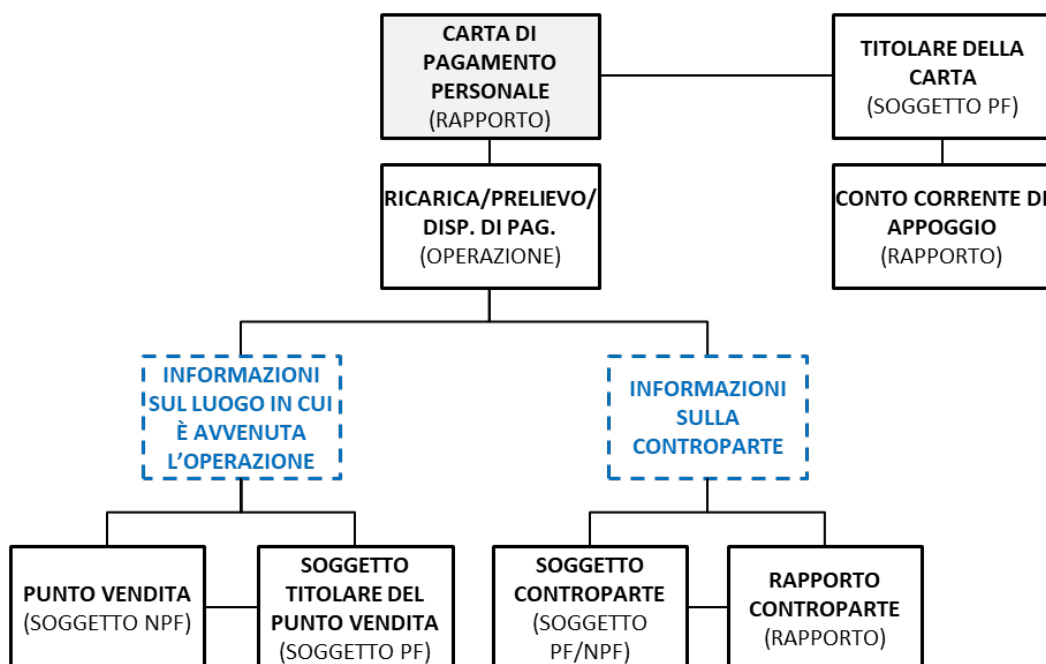 CARTA DI
PAGAMENTO
PERSONALE
(RAPPORTO)
TITOLARE DELLA
CARTA
(SOGGETTO PF)
RICARICA/PRELIEVO/
DISP. DI PAG.
(OPERAZIONE)
CONTO CORRENTE DI
APPOGGIO
(RAPPORTO)
INFORMAZIONI
SUL LUOGO IN CUI
È AVVENUTA
L'OPERAZIONE
INFORMAZIONI
SULLA
CONTROPARTE
PUNTO VENDITA
(SOGGETTO NPF)
SOGGETTO
TITOLARE DEL
PUNTO VENDITA
(SOGGETTO PF)
SOGGETTO
CONTROPARTE
(SOGGETTO
PF/NPF)
RAPPORTO
CONTROPARTE
(RAPPORTO)